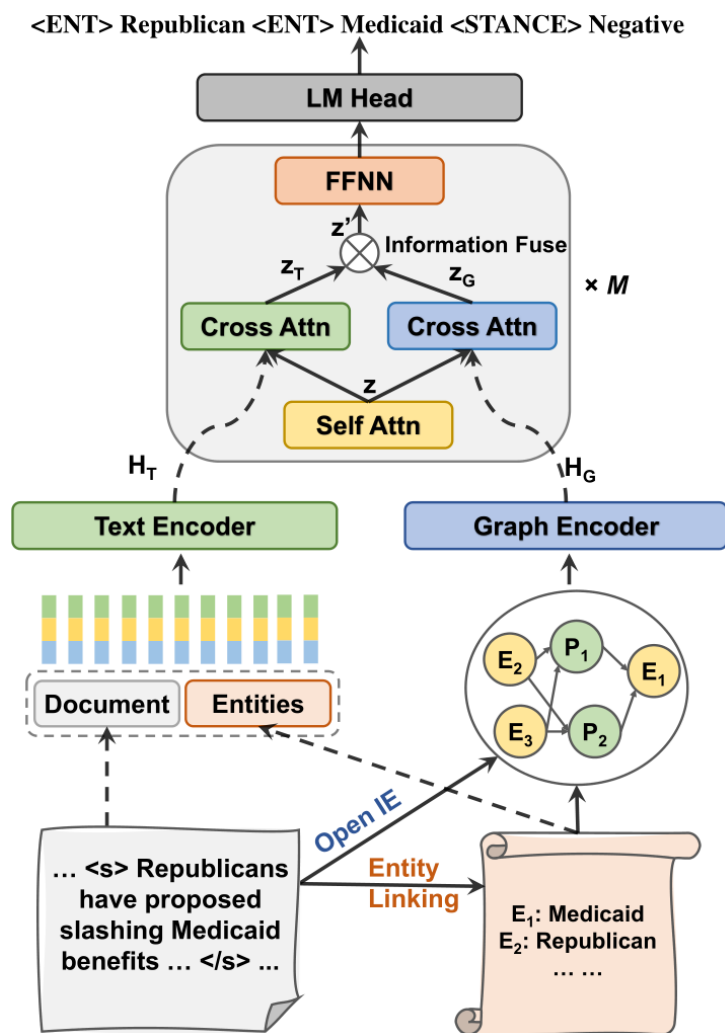 <ENT> Republican <ENT> Medicaid <STANCE> Negative
LM Head
FFNN
z'
Information Fuse
z_T
z_G
× M
Cross Attn
Cross Attn
z
Self Attn
H_T
H_G
Text Encoder
Graph Encoder
Document
Entities
E_2
P_1
E_1
E_3
P_2
Open IE
Entity
Linking
... <s> Republicans
have proposed
slashing Medicaid
benefits ... </s> ...
E_1: Medicaid
E_2: Republican
... ...